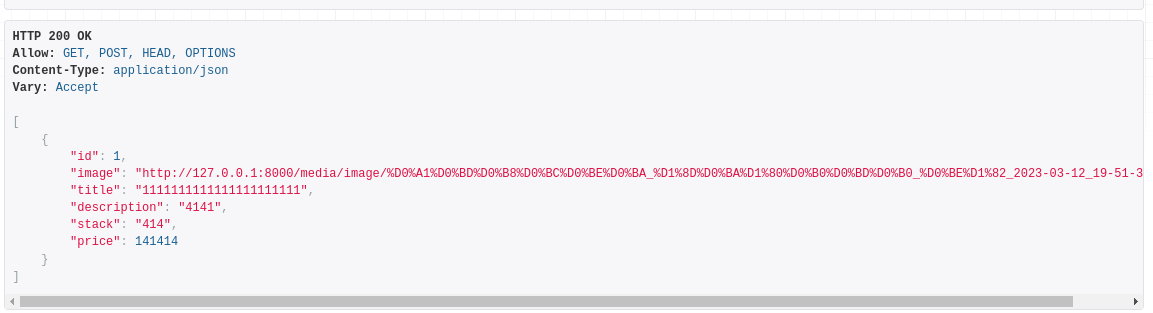 HTTP 200 OK
Allow: GET, POST, HEAD, OPTIONS
Content-Type: application/json
Vary: Accept
[
    {
        "id": 1,
        "image": "http://127.0.0.1:8000/media/image/%D0%A1%D0%BD%D0%B8%D0%BC%D0%BE%D0%BA_%D1%8D%D0%BA%D1%80%D0%B0%D0%BD%D0%B0_%D0%BE%D1%82_2023-03-12_19-51-3
        "title": "1111111111111111111111",
        "description": "4141",
        "stack": "414",
        "price": 141414
    }
]